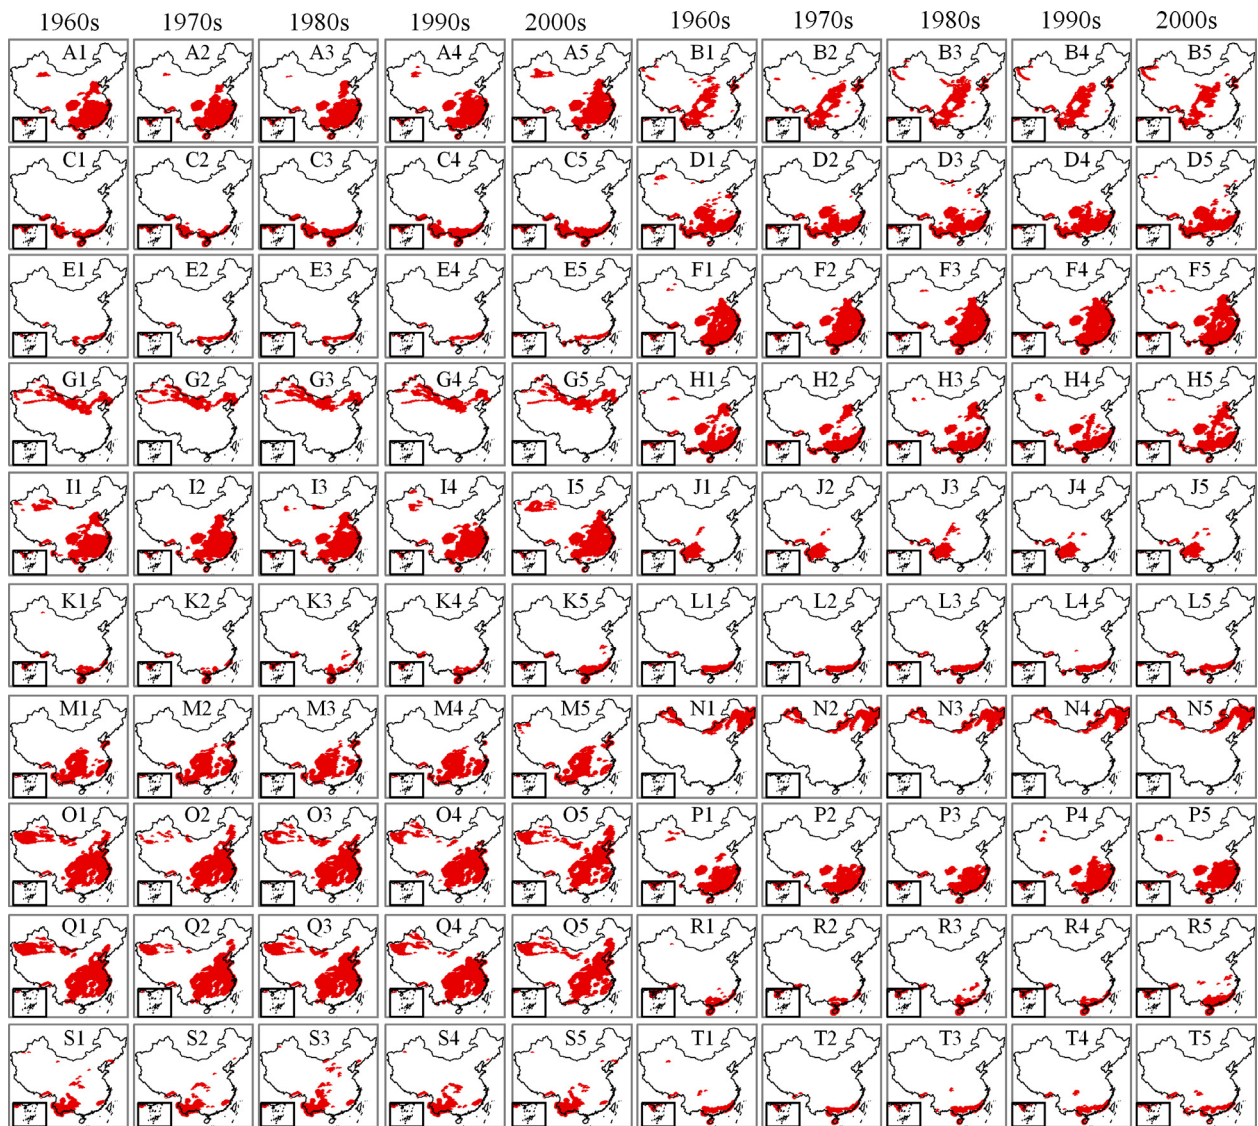 1960s 1970s 1980s 1990s 2000s 1960s 1970s 1980s 1990s 2000s
A1 A2 A3 A4 A5 B1 B2 B3 B4 B5
C1 C2 C3 C4 C5 D1 D2 D3 D4 D5
E1 E2 E3 E4 E5 F1 F2 F3 F4 F5
G1 G2 G3 G4 G5 H1 H2 H3 H4 H5
I1 I2 I3 I4 I5 J1 J2 J3 J4 J5
K1 K2 K3 K4 K5 L1 L2 L3 L4 L5
M1 M2 M3 M4 M5 N1 N2 N3 N4 N5
O1 O2 O3 O4 O5 P1 P2 P3 P4 P5
Q1 Q2 Q3 Q4 Q5 R1 R2 R3 R4 R5
S1 S2 S3 S4 S5 T1 T2 T3 T4 T5